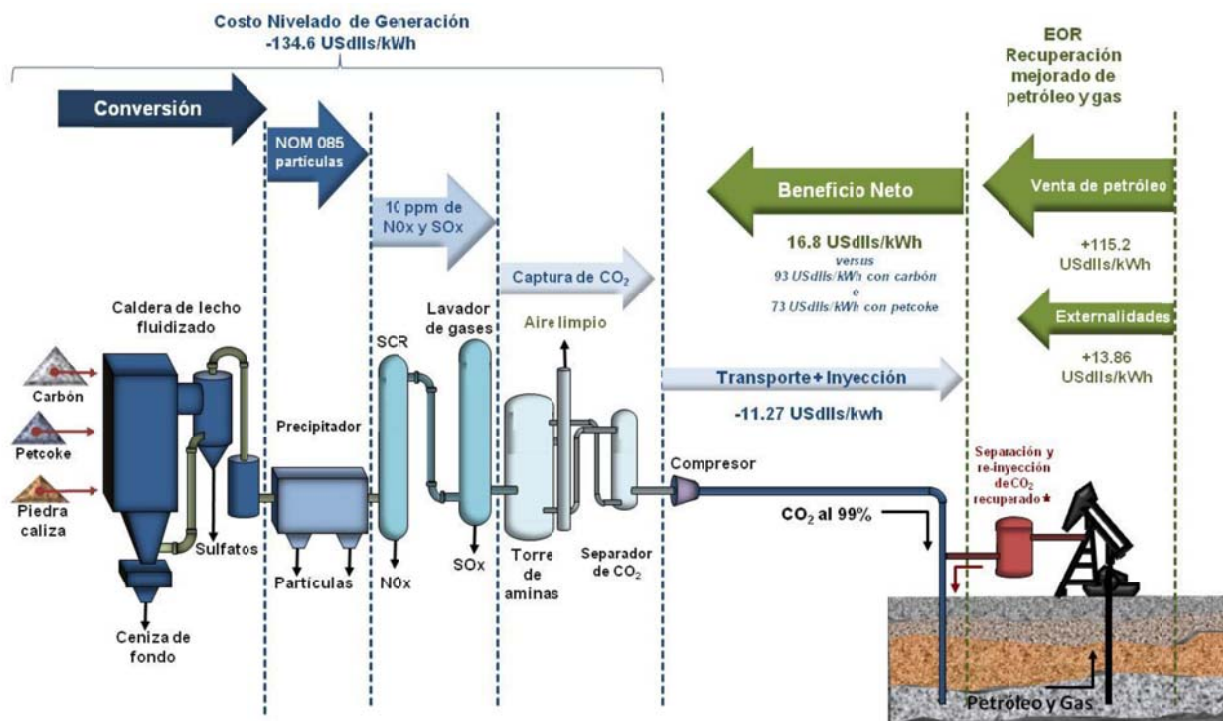 Costo Nivelado de Generación
-134.6 USdlls/kWh
EOR
Recuperación
mejorado de
petróleo y gas
Conversión
NOM 085
partículas
10 ppm de
N0x y SOx
Captura de CO₂
Beneficio Neto
16.8 USdlls/kWh
versus
93 USdlls/kWh con carbón
e
73 USdlls/kWh con petcoke
Venta de petróleo
+115.2
USdlls/kWh
Externalidades
+13.86
USdlls/kWh
Transporte + Inyección
-11.27 USdlls/kwh
Caldera de lecho
fluidizado
Carbón
Petcoke
Piedra
caliza
Sulfatos
Ceniza de
fondo
Precipitador
Partículas
SCR
N0x
Lavador
de gases
SOx
Aire limpio
Torre
de
aminas
Separador
de CO₂
Compresor
CO₂ al 99%
Separación y
re-inyección
de CO₂
recuperado*
Petróleo y Gas